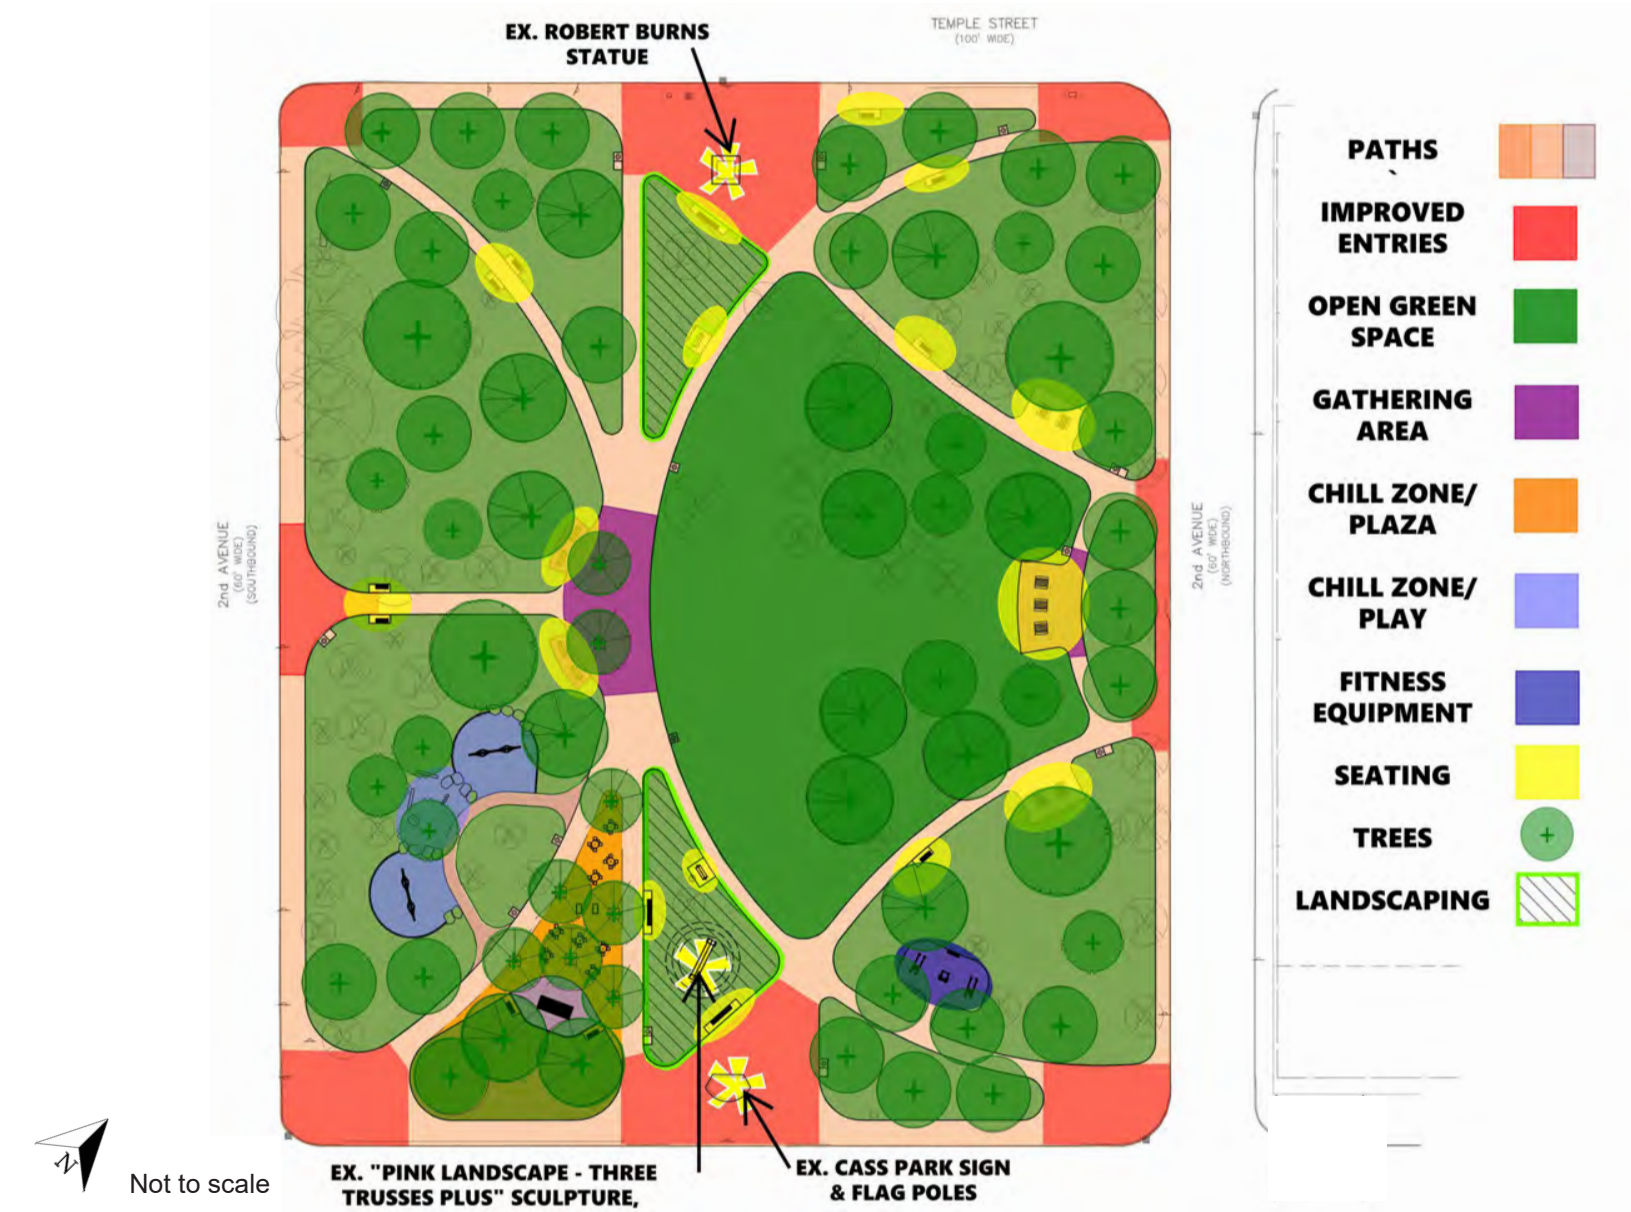 EX. ROBERT BURNS
STATUE
TEMPLE STREET
(100' WIDE)
PATHS
`
IMPROVED
ENTRIES
OPEN GREEN
SPACE
GATHERING
AREA
CHILL ZONE/
PLAZA
CHILL ZONE/
PLAY
FITNESS
EQUIPMENT
SEATING
TREES
LANDSCAPING
2nd AVENUE
(60' WIDE)
(SOUTHBOUND)
2nd AVENUE
(60' WIDE)
(NORTHBOUND)
N
Not to scale
EX. "PINK LANDSCAPE - THREE
TRUSSES PLUS" SCULPTURE,
EX. CASS PARK SIGN
& FLAG POLES